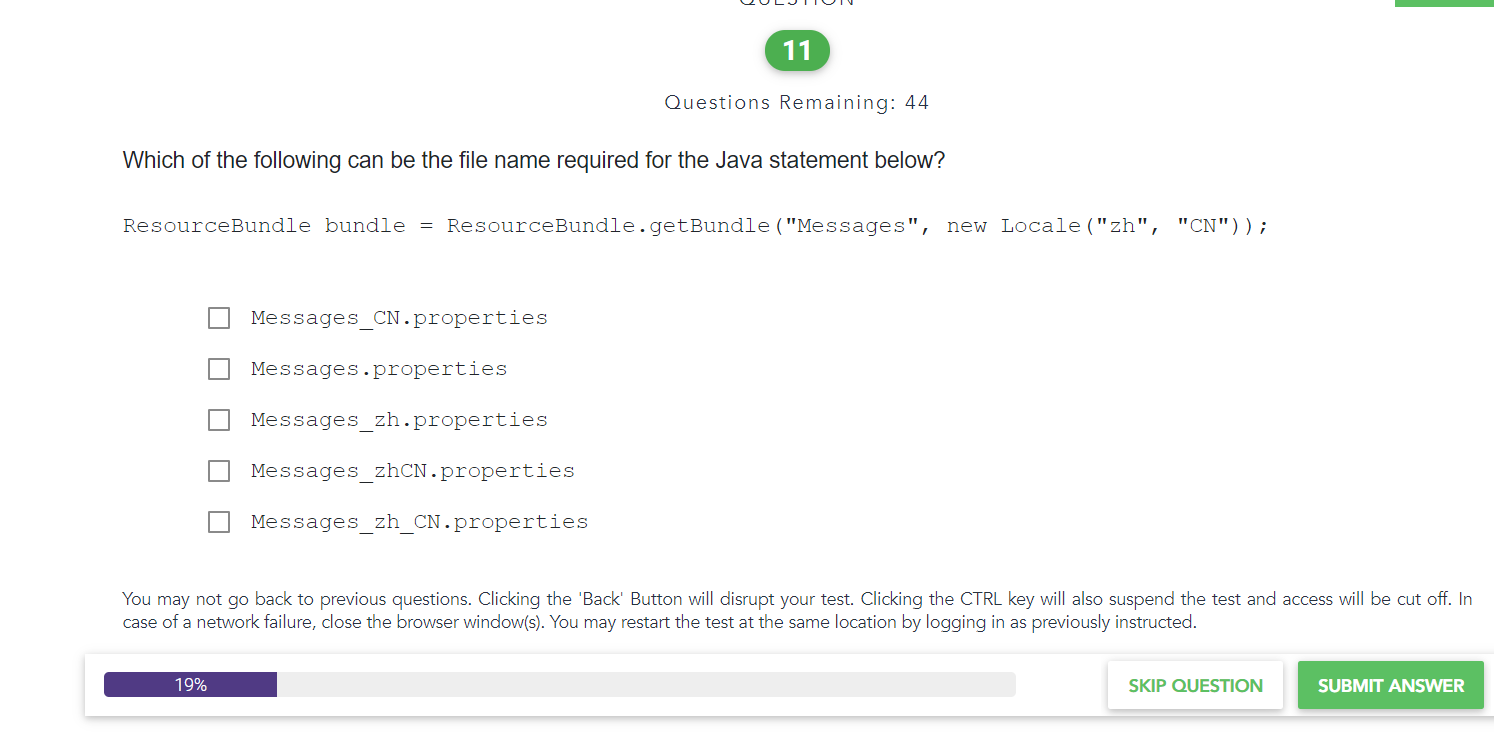 QUESTION
11
Questions Remaining: 44
Which of the following can be the file name required for the Java statement below?
ResourceBundle bundle = ResourceBundle.getBundle("Messages", new Locale("zh", "CN"));
Messages_CN.properties
Messages.properties
Messages_zh.properties
Messages_zhCN.properties
Messages_zh_CN.properties
You may not go back to previous questions. Clicking the 'Back' Button will disrupt your test. Clicking the CTRL key will also suspend the test and access will be cut off. In
case of a network failure, close the browser window(s). You may restart the test at the same location by logging in as previously instructed.
19%
SKIP QUESTION
SUBMIT ANSWER